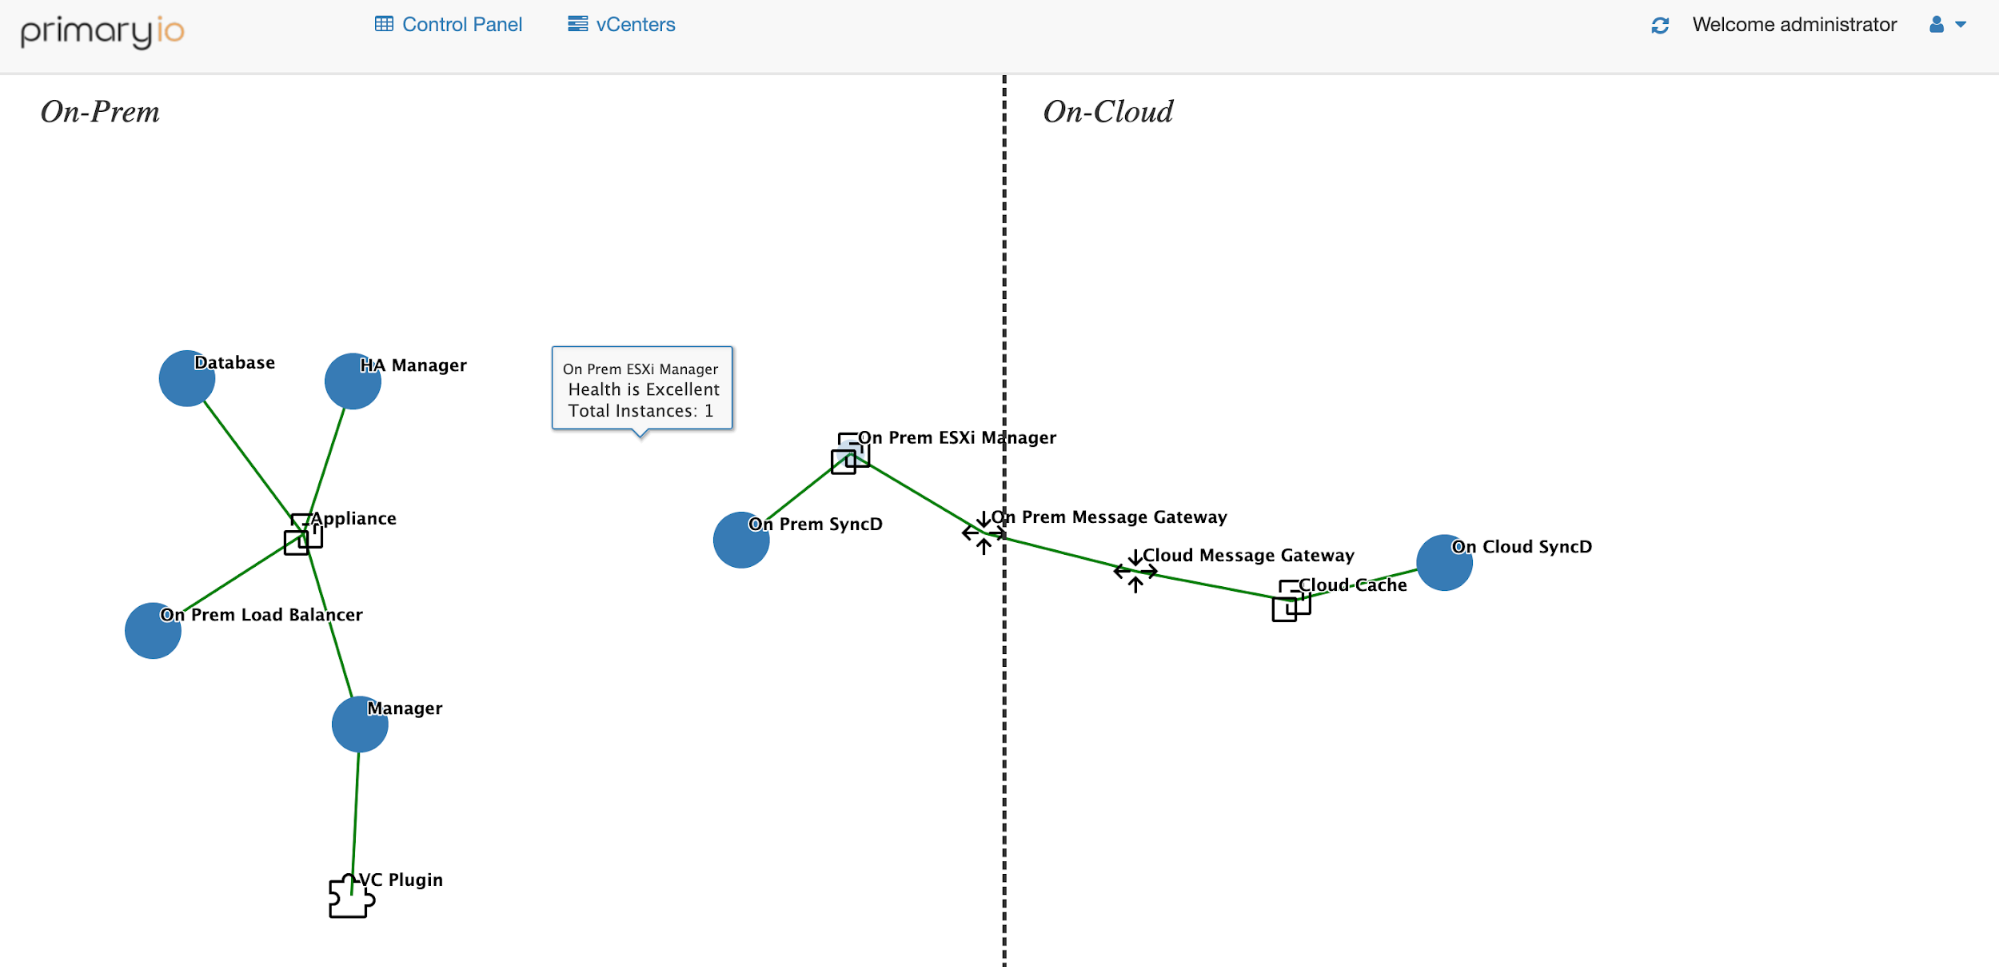 primaryio
Control Panel
vCenters
Welcome administrator
On-Prem
On-Cloud
Database
HA Manager
On Prem ESXi Manager
Health is Excellent
Total Instances: 1
On Prem ESXi Manager
Appliance
On Prem SyncD
On Prem Message Gateway
Cloud Message Gateway
On Cloud SyncD
Cloud Cache
On Prem Load Balancer
Manager
VC Plugin